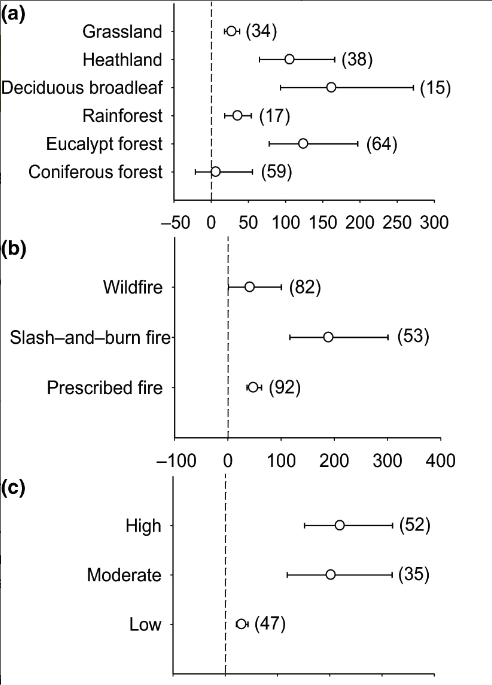 (a)
Grassland (34)
Heathland (38)
Deciduous broadleaf (15)
Rainforest (17)
Eucalypt forest (64)
Coniferous forest (59)
–50 0 50 100 150 200 250 300
(b)
Wildfire (82)
Slash–and–burn fire (53)
Prescribed fire (92)
–100 0 100 200 300 400
(c)
High (52)
Moderate (35)
Low (47)